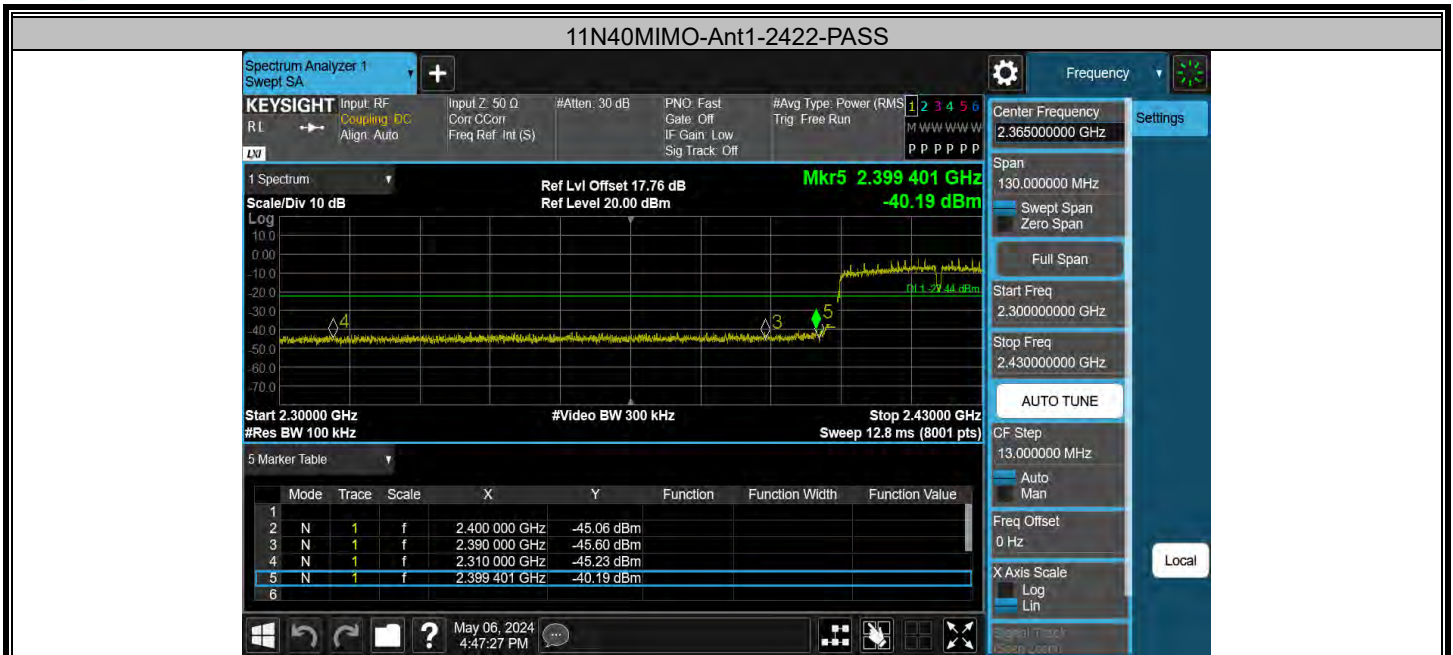 11N40MIMO-Ant1-2422-PASS
Spectrum Analyzer 1
Swept SA
+
Frequency
KEYSIGHT
RL
LXI
Input: RF
Coupling: DC
Align: Auto
Input Z: 50 Ω
Corr CCorr
Freq Ref: Int (S)
#Atten: 30 dB
PNO: Fast
Gate: Off
IF Gain: Low
Sig Track: Off
#Avg Type: Power (RMS
Trig: Free Run
1 2 3 4 5 6
M W W W W W
P P P P P P
1 Spectrum
Scale/Div 10 dB
Ref Lvl Offset 17.76 dB
Ref Level 20.00 dBm
Mkr5 2.399 401 GHz
-40.19 dBm
Log
10.0
0.00
-10.0
-20.0
-30.0
-40.0
-50.0
-60.0
-70.0
4
3
5
Start 2.30000 GHz
#Video BW 300 kHz
Stop 2.43000 GHz
#Res BW 100 kHz
Sweep 12.8 ms (8001 pts)
5 Marker Table
Mode Trace Scale X Y Function Function Width Function Value
1
2 N 1 f 2.400 000 GHz -45.06 dBm
3 N 1 f 2.390 000 GHz -45.60 dBm
4 N 1 f 2.310 000 GHz -45.23 dBm
5 N 1 f 2.399 401 GHz -40.19 dBm
6
?
May 06, 2024
4:47:27 PM
Center Frequency
2.365000000 GHz
Settings
Span
130.000000 MHz
Swept Span
Zero Span
Full Span
Start Freq
2.300000000 GHz
Stop Freq
2.430000000 GHz
AUTO TUNE
CF Step
13.000000 MHz
Auto
Man
Freq Offset
0 Hz
X Axis Scale
Log
Lin
Local
Signal Track
(Span Zoom)